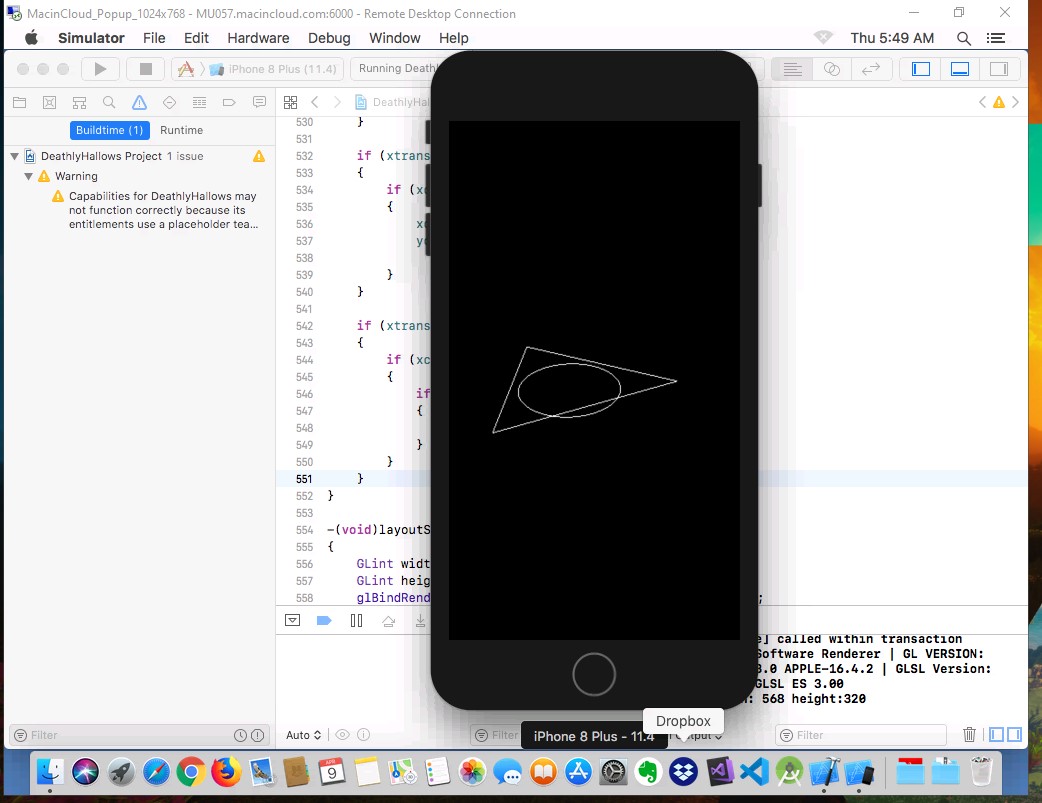 MacinCloud_Popup_1024x768 - MU057.macincloud.com:6000 - Remote Desktop Connection
Simulator File Edit Hardware Debug Window Help Thu 5:49 AM
iPhone 8 Plus (11.4) Running Deathl
DeathlyHal
Buildtime (1) Runtime
DeathlyHallows Project 1 issue
Warning
Capabilities for DeathlyHallows may
not function correctly because its
entitlements use a placeholder tea...
530 }
531
532 if (xtrans
533 {
534 if (xc
535 {
536 xc
537 yc
538
539 }
540 }
541
542 if (xtrans
543 {
544 if (xc
545 {
546 if
547 {
548
549 }
550 }
551 }
552 }
553
554 -(void)layoutS
555 {
556 GLint widt
557 GLint heig
558 glBindRend ;
e] called within transaction
Software Renderer | GL VERSION:
3.0 APPLE-16.4.2 | GLSL Version:
GLSL ES 3.00
: 568 height:320
Filter Auto Filter Filter
Dropbox
iPhone 8 Plus - 11.4
APR
9